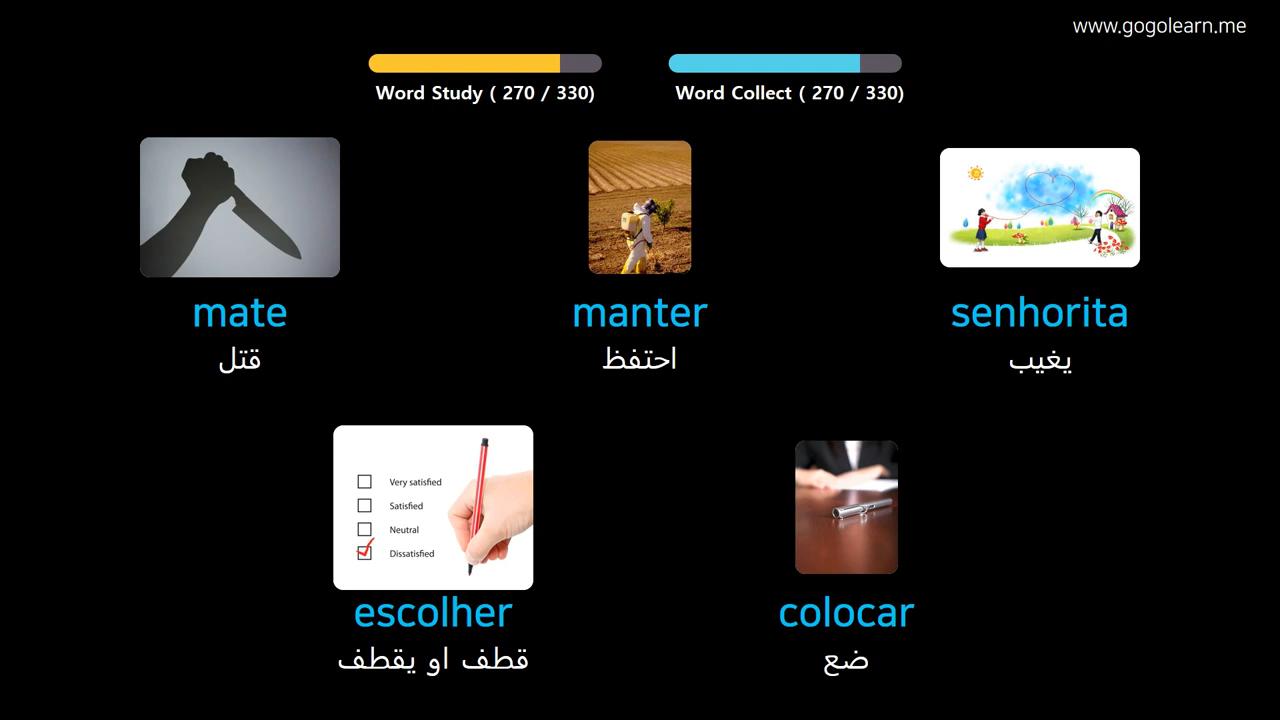 www.gogolearn.me
Word Study ( 270 / 330)
Word Collect ( 270 / 330)
mate
قتل
manter
احتفظ
senhorita
يغيب
Very satisfied
Satisfied
Neutral
Dissatisfied
escolher
قطف او يقطف
colocar
ضع